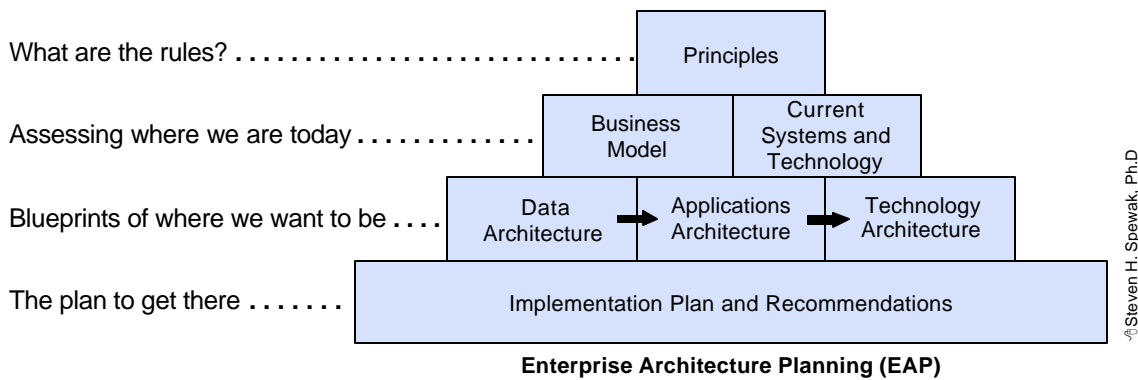 What are the rules? . . . . . . . . . . . . . . . . . . . . . . . . . . . . . .
Principles
Assessing where we are today . . . . . . . . . . . . .
Business
Model
Current
Systems and
Technology
Blueprints of where we want to be . . . .
Data
Architecture
Applications
Architecture
Technology
Architecture
The plan to get there . . . . . . .
Implementation Plan and Recommendations
Enterprise Architecture Planning (EAP)
Steven H. Spewak, Ph.D